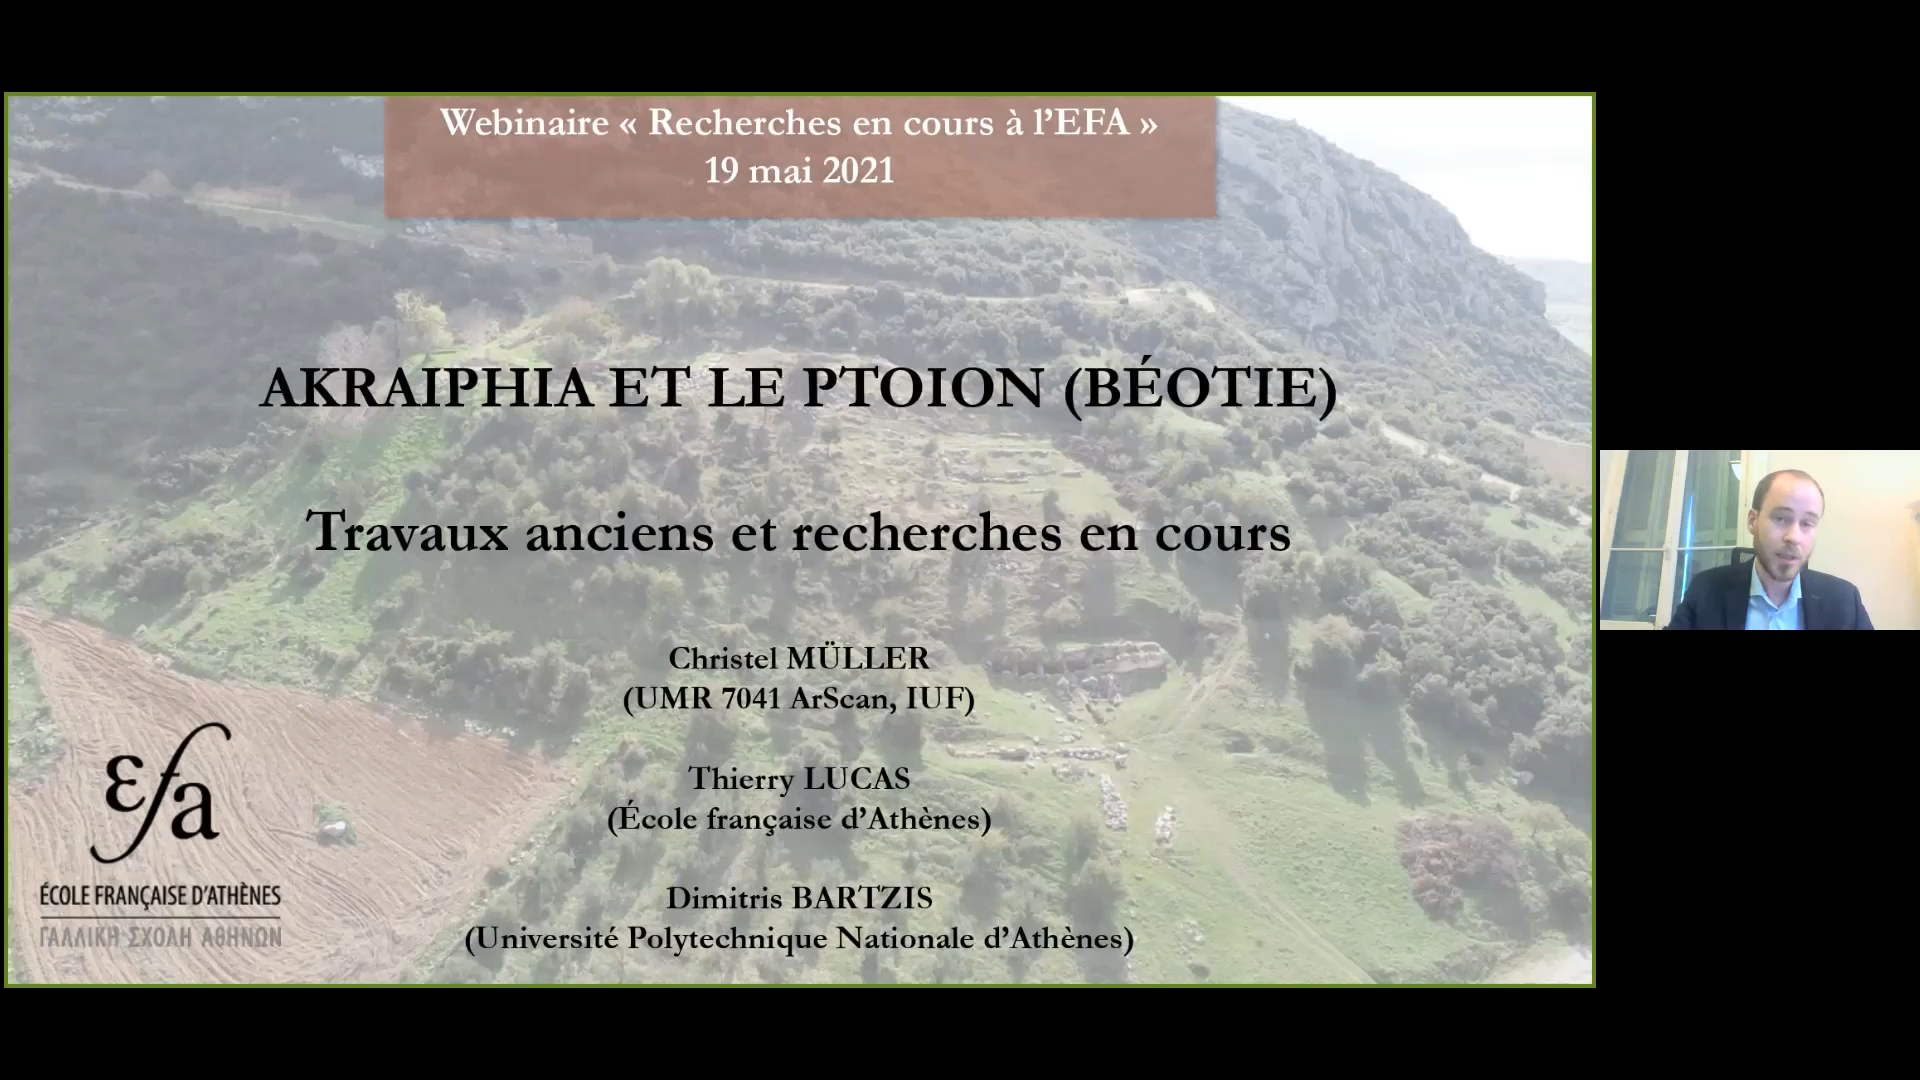 Webinaire « Recherches en cours à l'EFA »
19 mai 2021
AKRAIPHIA ET LE PTOION (BÉOTIE)
Travaux anciens et recherches en cours
Christel MÜLLER
(UMR 7041 ArScan, IUF)
Thierry LUCAS
(École française d'Athènes)
Dimitris BARTZIS
(Université Polytechnique Nationale d'Athènes)
εfa
ÉCOLE FRANÇAISE D'ATHÈNES
ΓΑΛΛΙΚΗ ΣΧΟΛΗ ΑΘΗΝΩΝ